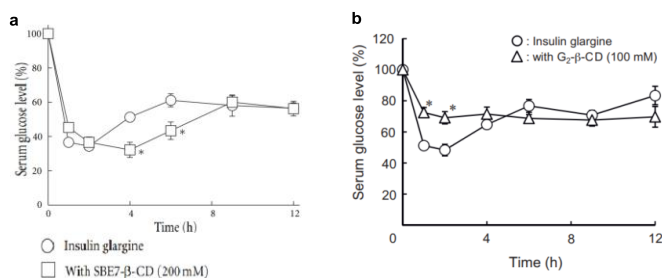 a
100
80
60
40
20
0
Serum glucose level (%)
*
*
0
4
8
12
Time (h)
Insulin glargine
With SBE7-β-CD (200 mM)
b
: Insulin glargine
: with G₂-β-CD (100 mM)
120
100
80
60
40
20
0
Serum glucose level (%)
*
*
4
8
12
Time (h)